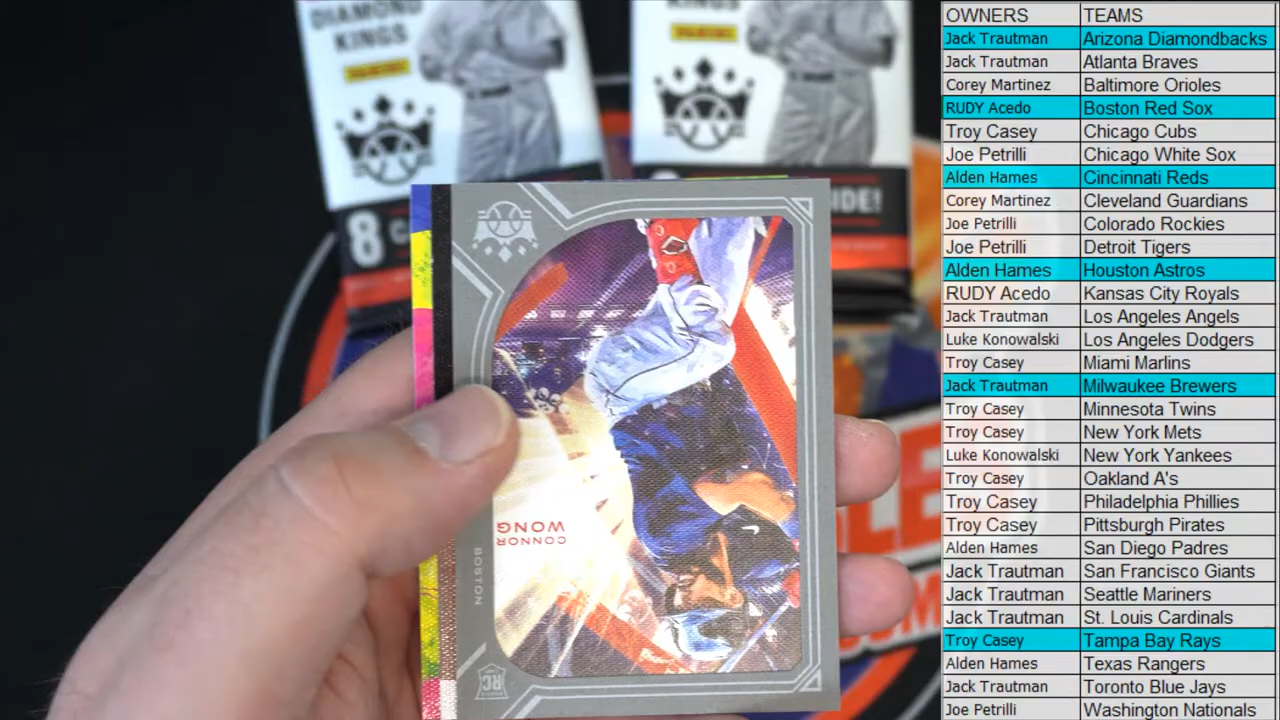 DIAMOND
KINGS
PANINI
8
KINGS
PANINI
IDE!
CONNOR
WONG
BOSTON
RC
OWNERS TEAMS
Jack Trautman Arizona Diamondbacks
Jack Trautman Atlanta Braves
Corey Martinez Baltimore Orioles
RUDY Acedo Boston Red Sox
Troy Casey Chicago Cubs
Joe Petrilli Chicago White Sox
Alden Hames Cincinnati Reds
Corey Martinez Cleveland Guardians
Joe Petrilli Colorado Rockies
Joe Petrilli Detroit Tigers
Alden Hames Houston Astros
RUDY Acedo Kansas City Royals
Jack Trautman Los Angeles Angels
Luke Konowalski Los Angeles Dodgers
Troy Casey Miami Marlins
Jack Trautman Milwaukee Brewers
Troy Casey Minnesota Twins
Troy Casey New York Mets
Luke Konowalski New York Yankees
Troy Casey Oakland A's
Troy Casey Philadelphia Phillies
Troy Casey Pittsburgh Pirates
Alden Hames San Diego Padres
Jack Trautman San Francisco Giants
Jack Trautman Seattle Mariners
Jack Trautman St. Louis Cardinals
Troy Casey Tampa Bay Rays
Alden Hames Texas Rangers
Jack Trautman Toronto Blue Jays
Joe Petrilli Washington Nationals